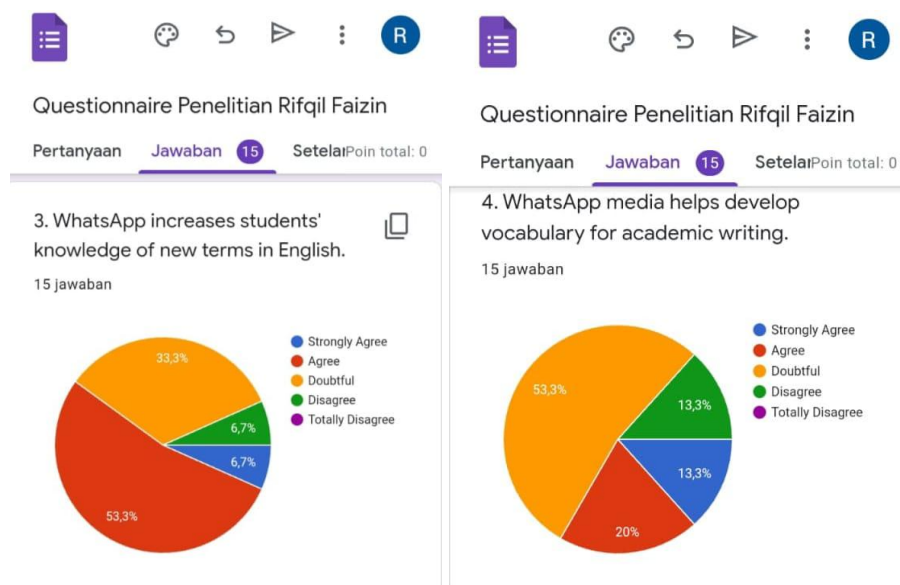 R
Questionnaire Penelitian Rifqil Faizin
Pertanyaan Jawaban 15 Setelar Poin total: 0
3. WhatsApp increases students'
knowledge of new terms in English.
15 jawaban
Strongly Agree
Agree
Doubtful
Disagree
Totally Disagree
33,3%
6,7%
6,7%
53,3%
R
Questionnaire Penelitian Rifqil Faizin
Pertanyaan Jawaban 15 Setelar Poin total: 0
4. WhatsApp media helps develop
vocabulary for academic writing.
15 jawaban
Strongly Agree
Agree
Doubtful
Disagree
Totally Disagree
53,3%
13,3%
13,3%
20%